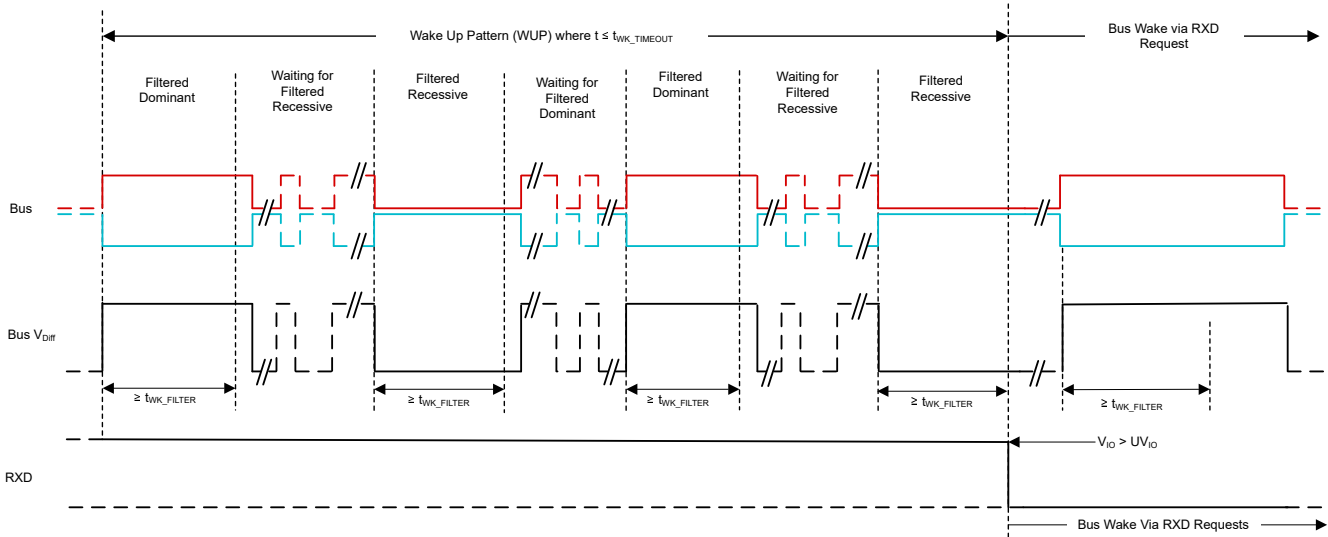 Wake Up Pattern (WUP) where t ≤ tWK_TIMEOUT
Bus Wake via RXD
Request
Filtered
Dominant
Waiting for
Filtered
Recessive
Filtered
Recessive
Waiting for
Filtered
Dominant
Filtered
Dominant
Waiting for
Filtered
Recessive
Filtered
Recessive
Bus
Bus VDiff
≥ tWK_FILTER
≥ tWK_FILTER
≥ tWK_FILTER
≥ tWK_FILTER
≥ tWK_FILTER
VIO > UVIO
RXD
Bus Wake Via RXD Requests